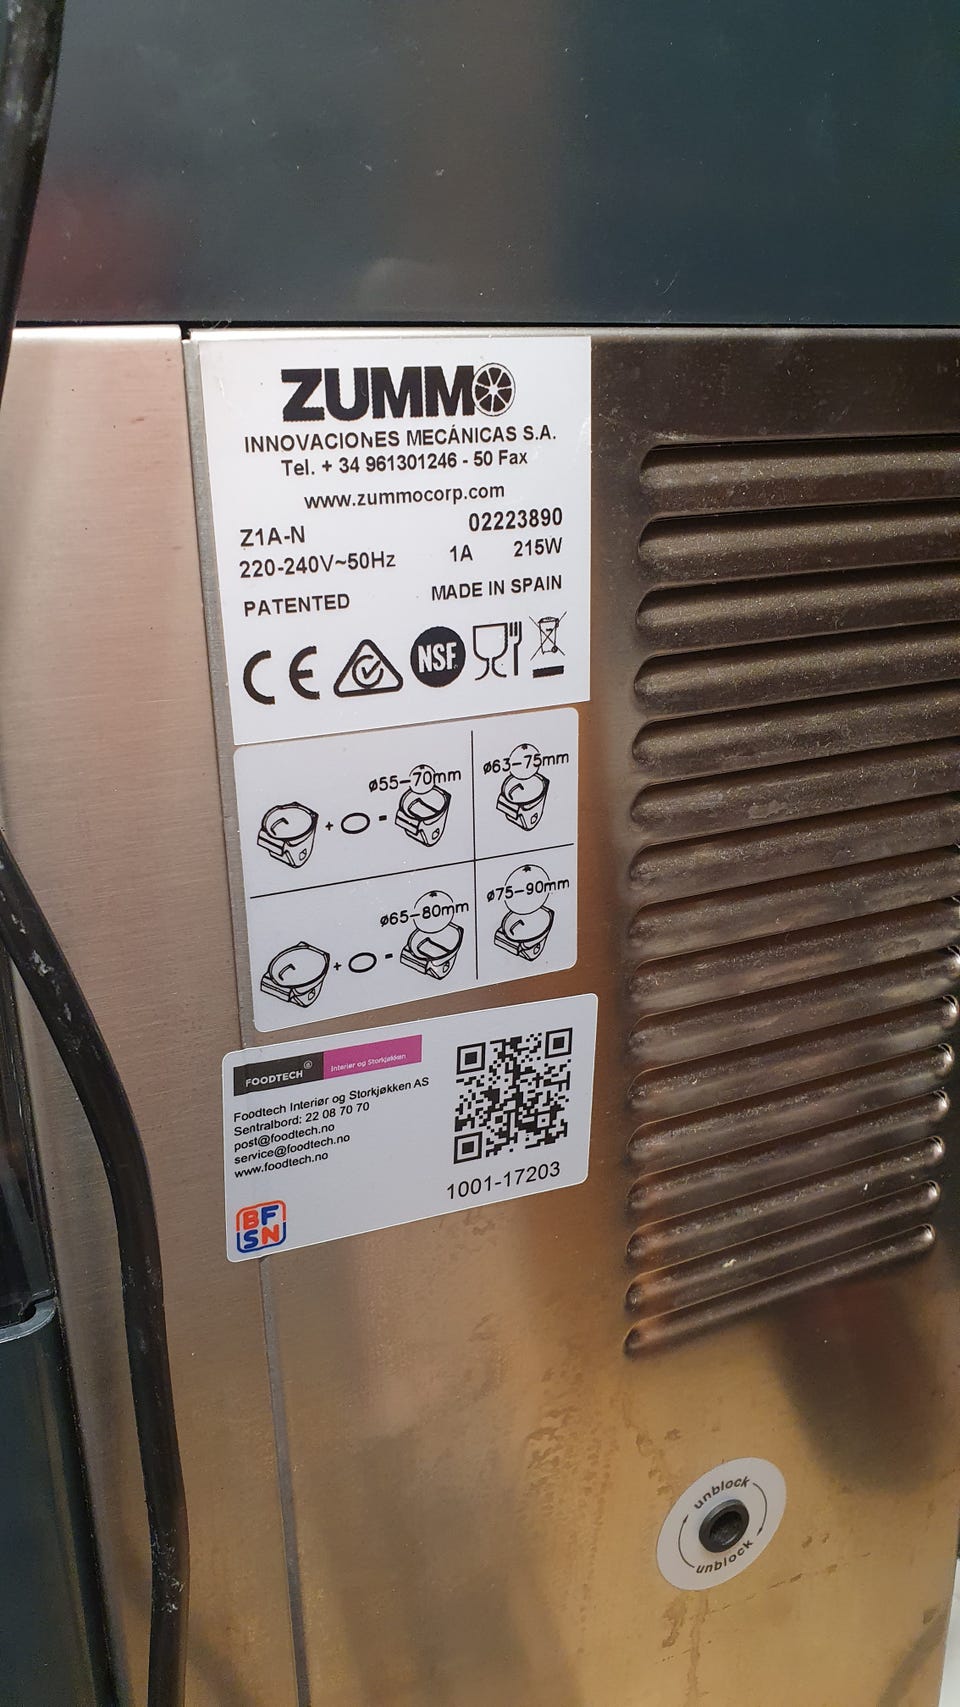 ZUMMO
INNOVACIONES MECÁNICAS S.A.
Tel. + 34 961301246 - 50 Fax
www.zummocorp.com
Z1A-N 02223890
220-240V~50Hz 1A 215W
PATENTED MADE IN SPAIN
CE NSF
ø55-70mm ø63-75mm
+ =
ø65-80mm ø75-90mm
+ =
FOODTECH® Interiør og Storkjøkken
Foodtech Interiør og Storkjøkken AS
Sentralbord: 22 08 70 70
post@foodtech.no
service@foodtech.no
www.foodtech.no
1001-17203
BF
SN
unblock
unblock